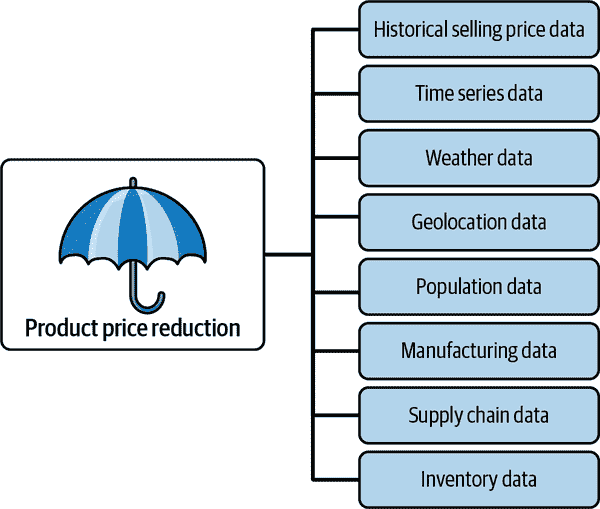 Historical selling price data
Time series data
Weather data
Geolocation data
Population data
Manufacturing data
Supply chain data
Inventory data
Product price reduction